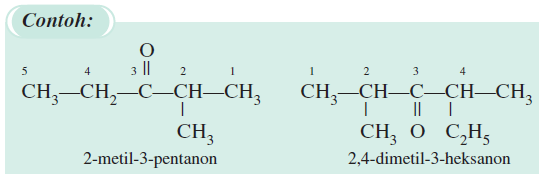 Contoh:
O
5 4 3 || 2 1
CH₃—CH₂—C—CH—CH₃
|
CH₃
2-metil-3-pentanon
1 2 3 4
CH₃—CH—C—CH—CH₃
| || |
CH₃ O C₂H₅
2,4-dimetil-3-heksanon